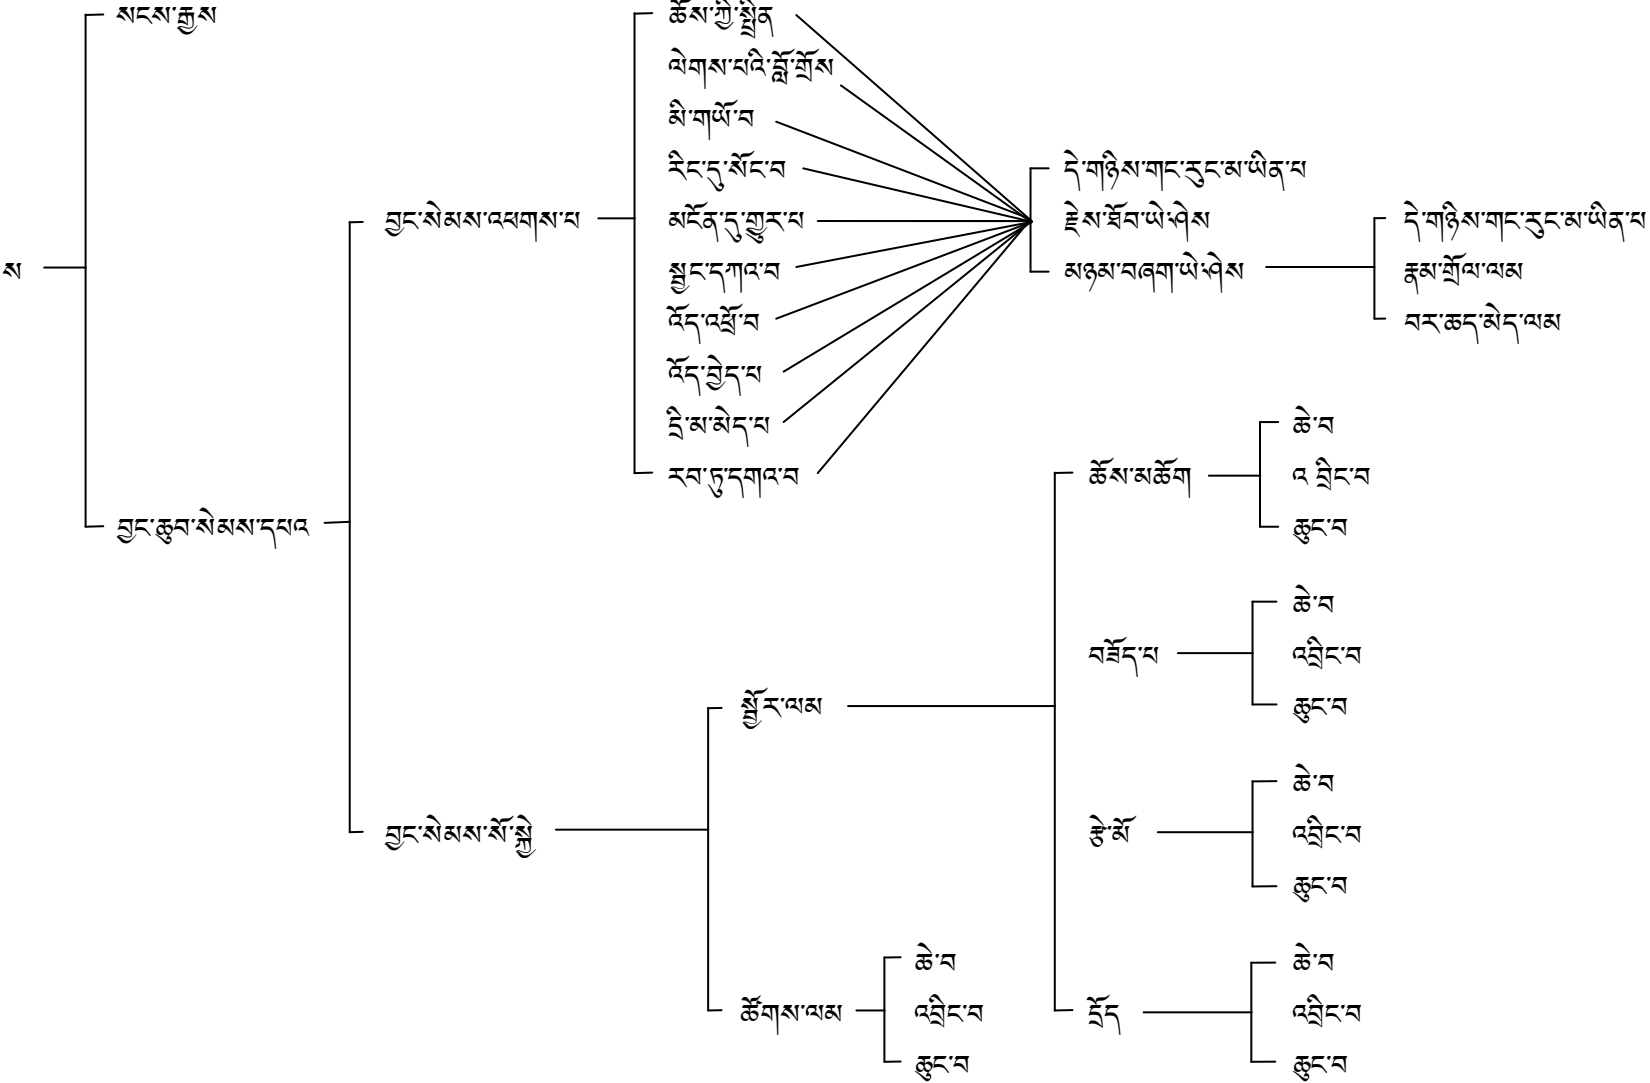 ས
སངས་རྒྱས
བྱང་ཆུབ་སེམས་དཔའ
བྱང་སེམས་འཕགས་པ
བྱང་སེམས་སོ་སྐྱེ
ཆོས་ཀྱི་སྤྲིན
ལེགས་པའི་བློ་གྲོས
མི་གཡོ་བ
རིང་དུ་སོང་བ
མངོན་དུ་གྱུར་པ
སྦྱང་དཀའ་བ
འོད་འཕྲོ་བ
འོད་བྱེད་པ
དྲི་མ་མེད་པ
རབ་ཏུ་དགའ་བ
དེ་གཉིས་གང་རུང་མ་ཡིན་པ
རྗེས་ཐོབ་ཡེ་ཤེས
མཉམ་བཞག་ཡེ་ཤེས
དེ་གཉིས་གང་རུང་མ་ཡིན་པ
རྣམ་གྲོལ་ལམ
བར་ཆད་མེད་ལམ
སྦྱོར་ལམ
ཚོགས་ལམ
ཆེ་བ
འབྲིང་བ
ཆུང་བ
ཆོས་མཆོག
ཆེ་བ
འ བྲིང་བ
ཆུང་བ
བཟོད་པ
ཆེ་བ
འབྲིང་བ
ཆུང་བ
རྩེ་མོ
ཆེ་བ
འབྲིང་བ
ཆུང་བ
དྲོད
ཆེ་བ
འབྲིང་བ
ཆུང་བ